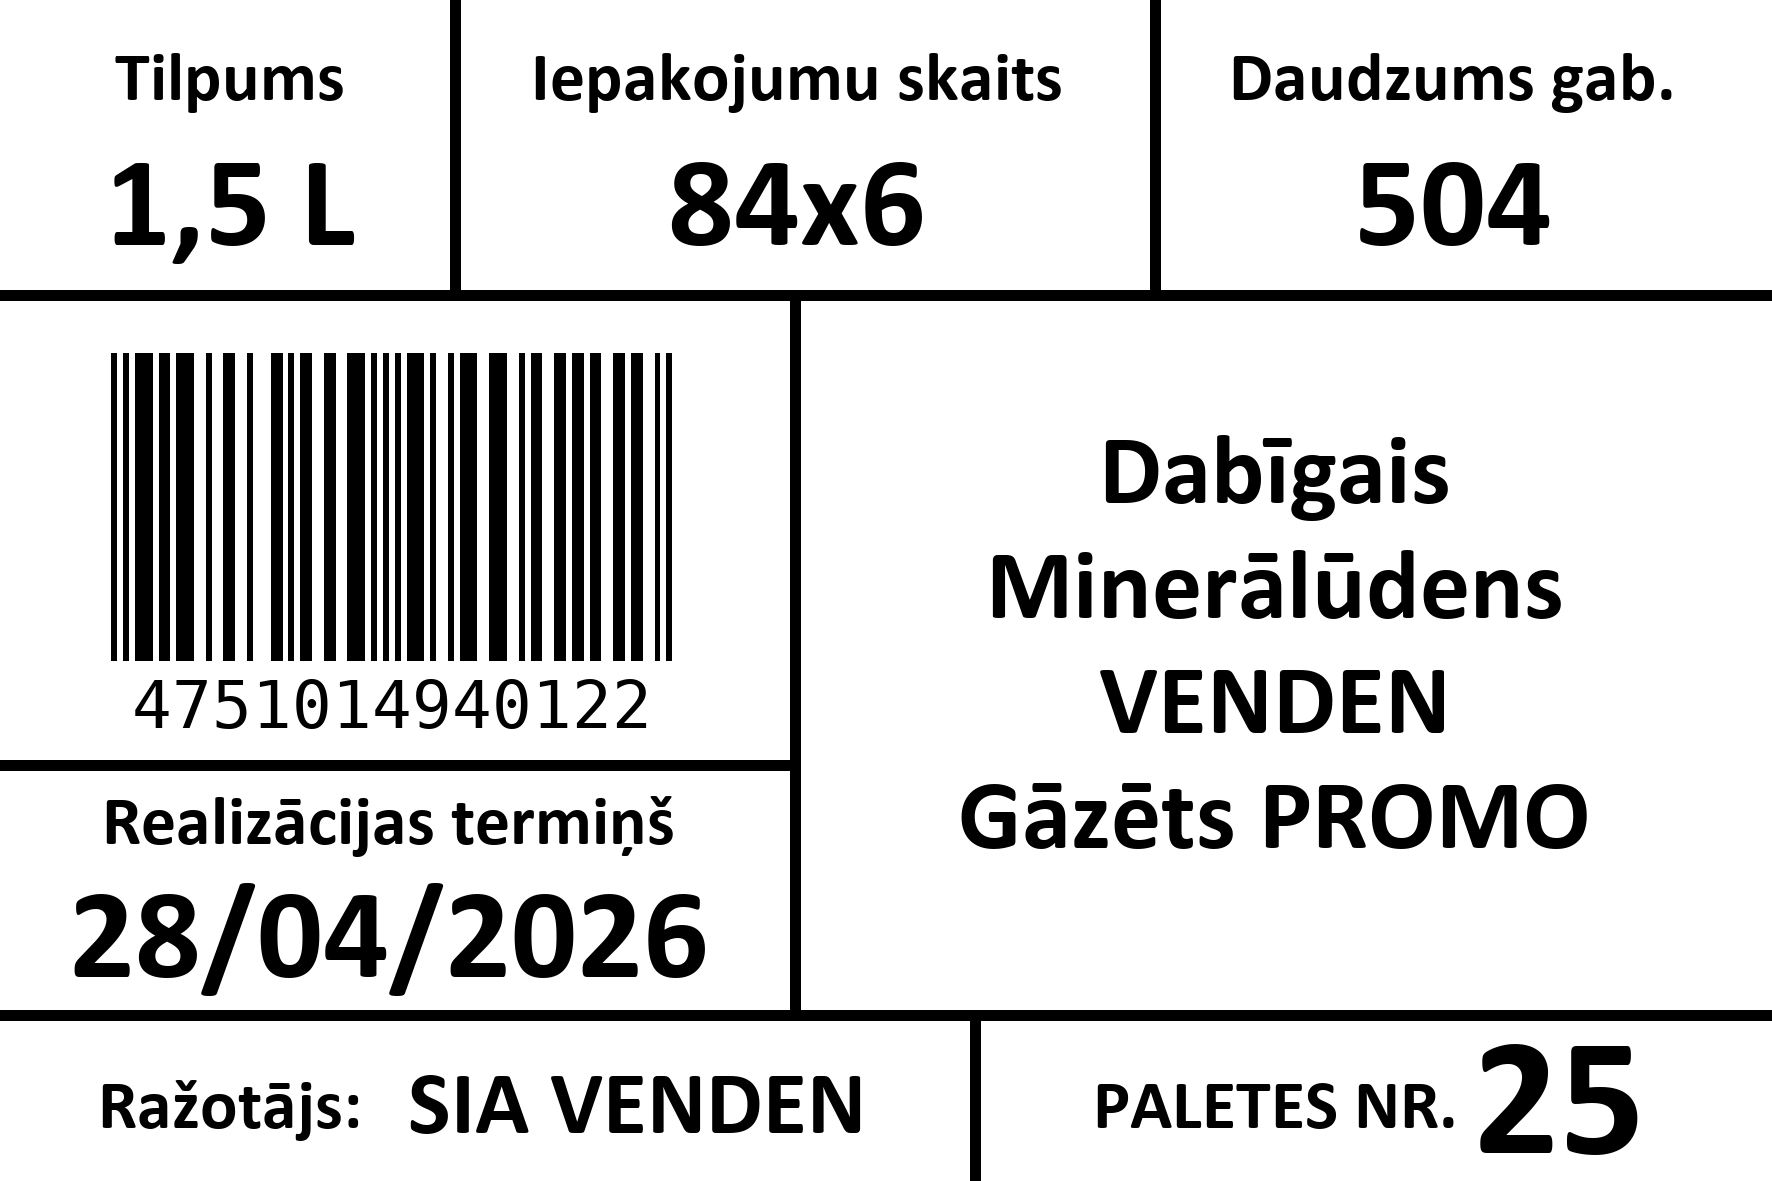 Tilpums
1,5 L
Iepakojumu skaits
84x6
Daudzums gab.
504
4751014940122
Realizācijas termiņš
28/04/2026
Dabīgais
Minerālūdens
VENDEN
Gāzēts PROMO
Ražotājs: SIA VENDEN
PALETES NR. 25